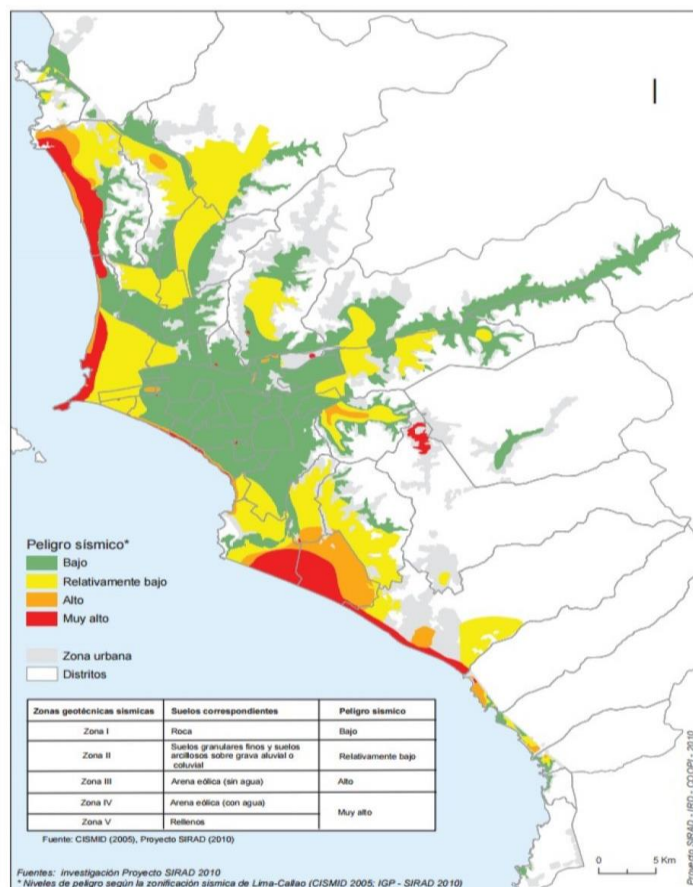 Peligro sísmico*
Bajo
Relativamente bajo
Alto
Muy alto
Zona urbana
Distritos
Zonas geotécnicas sísmicas Suelos correspondientes Peligro sísmico
Zona I Roca Bajo
Zona II Suelos granulares finos y suelos arcillosos sobre grava aluvial o coluvial Relativamente bajo
Zona III Arena eólica (sin agua) Alto
Zona IV Arena eólica (con agua) Muy alto
Zona V Rellenos
Fuente: CISMID (2005), Proyecto SIRAD (2010)
Fuentes: investigación Proyecto SIRAD 2010
* Niveles de peligro según la zonificación sísmica de Lima-Callao (CISMID 2005; IGP - SIRAD 2010)
0 5 Km
SIRAD - IRD - COOPI - 2010